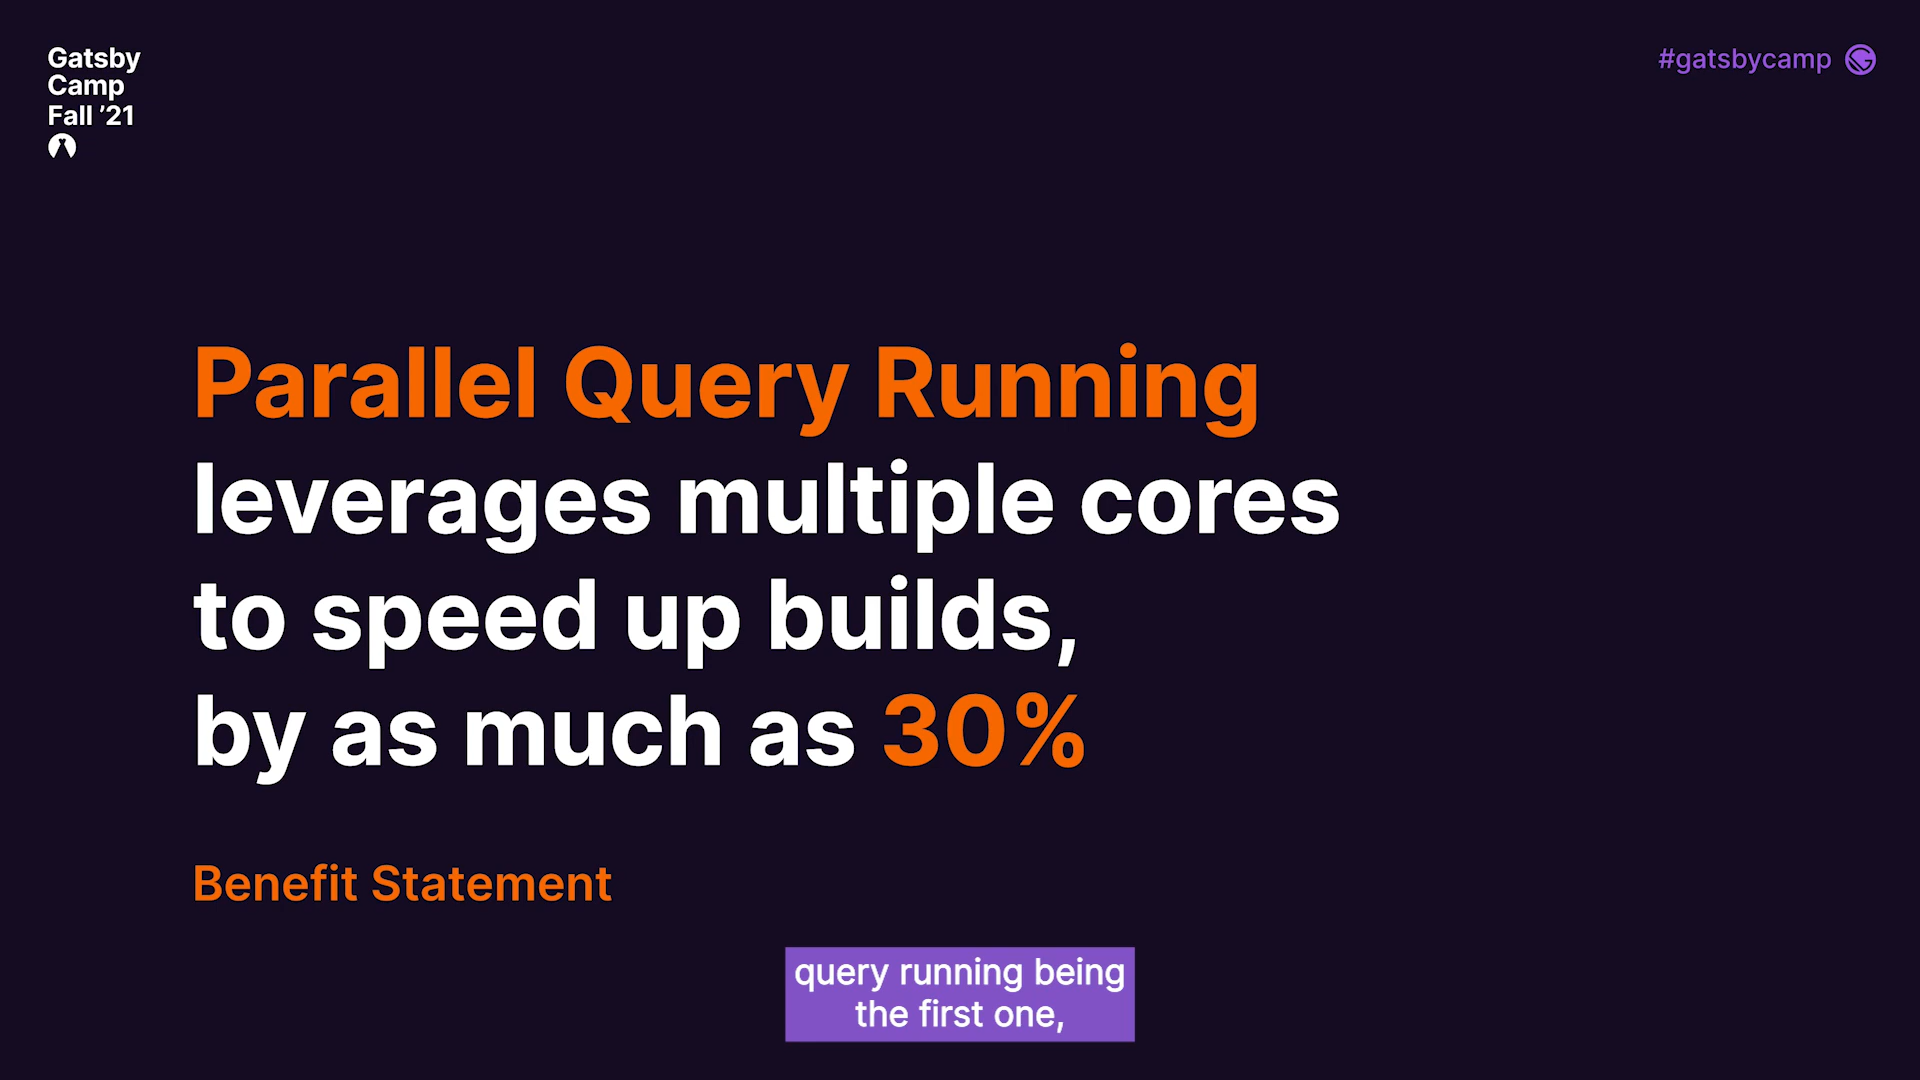 Gatsby
Camp
Fall ’21
#gatsbycamp
Parallel Query Running
leverages multiple cores
to speed up builds,
by as much as 30%
Benefit Statement
query running being
the first one,